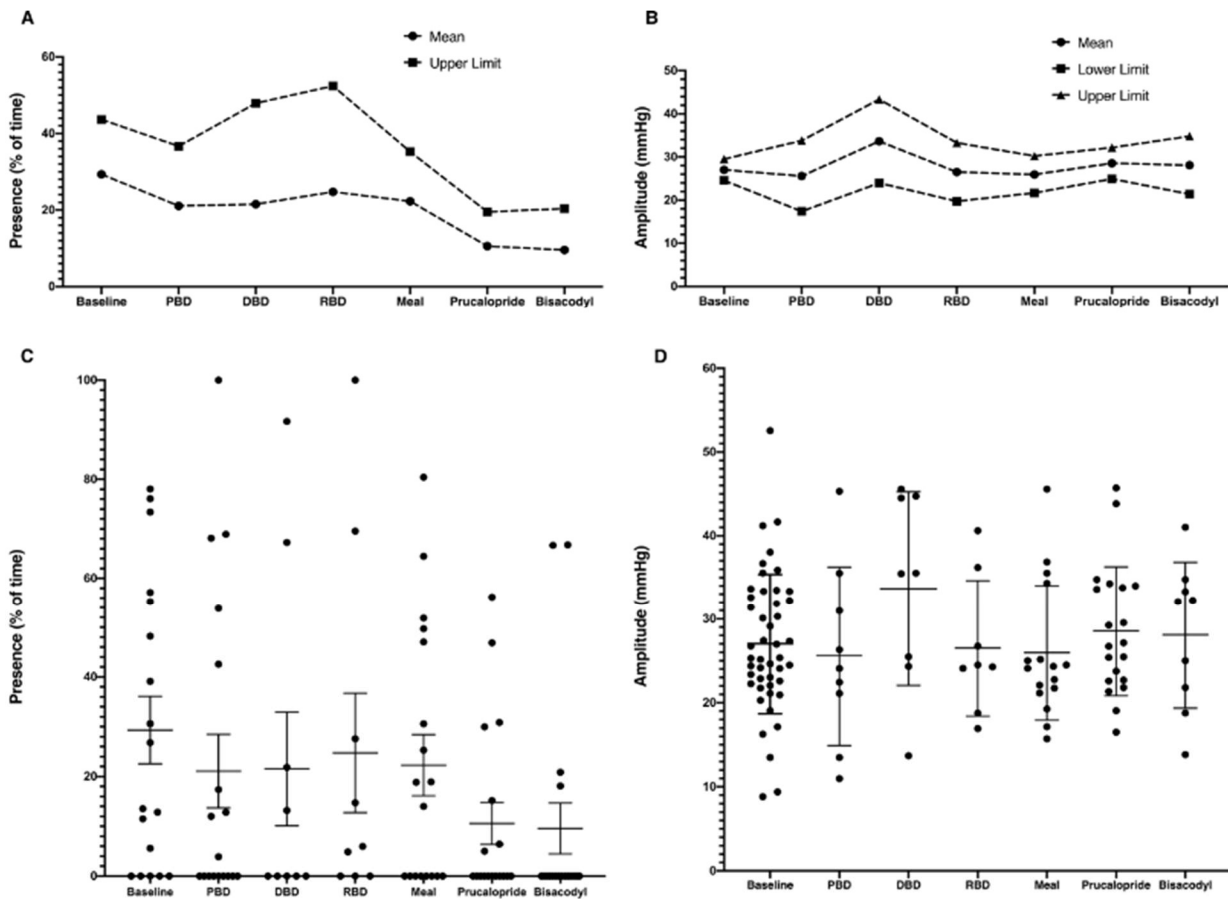 A
Mean
Upper Limit
60
40
20
0
Presence (% of time)
Baseline PBD DBD RBD Meal Prucalopride Bisacodyl
B
Mean
Lower Limit
Upper Limit
50
40
30
20
10
0
Amplitude (mmHg)
Baseline PBD DBD RBD Meal Prucalopride Bisacodyl
C
100
80
60
40
20
0
Presence (% of time)
Baseline PBD DBD RBD Meal Prucalopride Bisacodyl
D
60
50
40
30
20
10
0
Amplitude (mmHg)
Baseline PBD DBD RBD Meal Prucalopride Bisacodyl